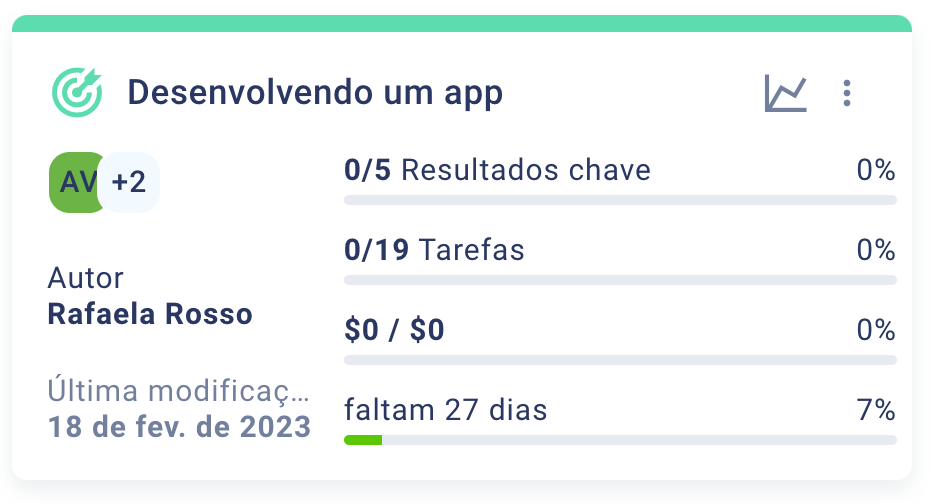 Desenvolvendo um app
AV +2
Autor
Rafaela Rosso
Última modificaç...
18 de fev. de 2023
0/5 Resultados chave 0%
0/19 Tarefas 0%
$0 / $0 0%
faltam 27 dias 7%